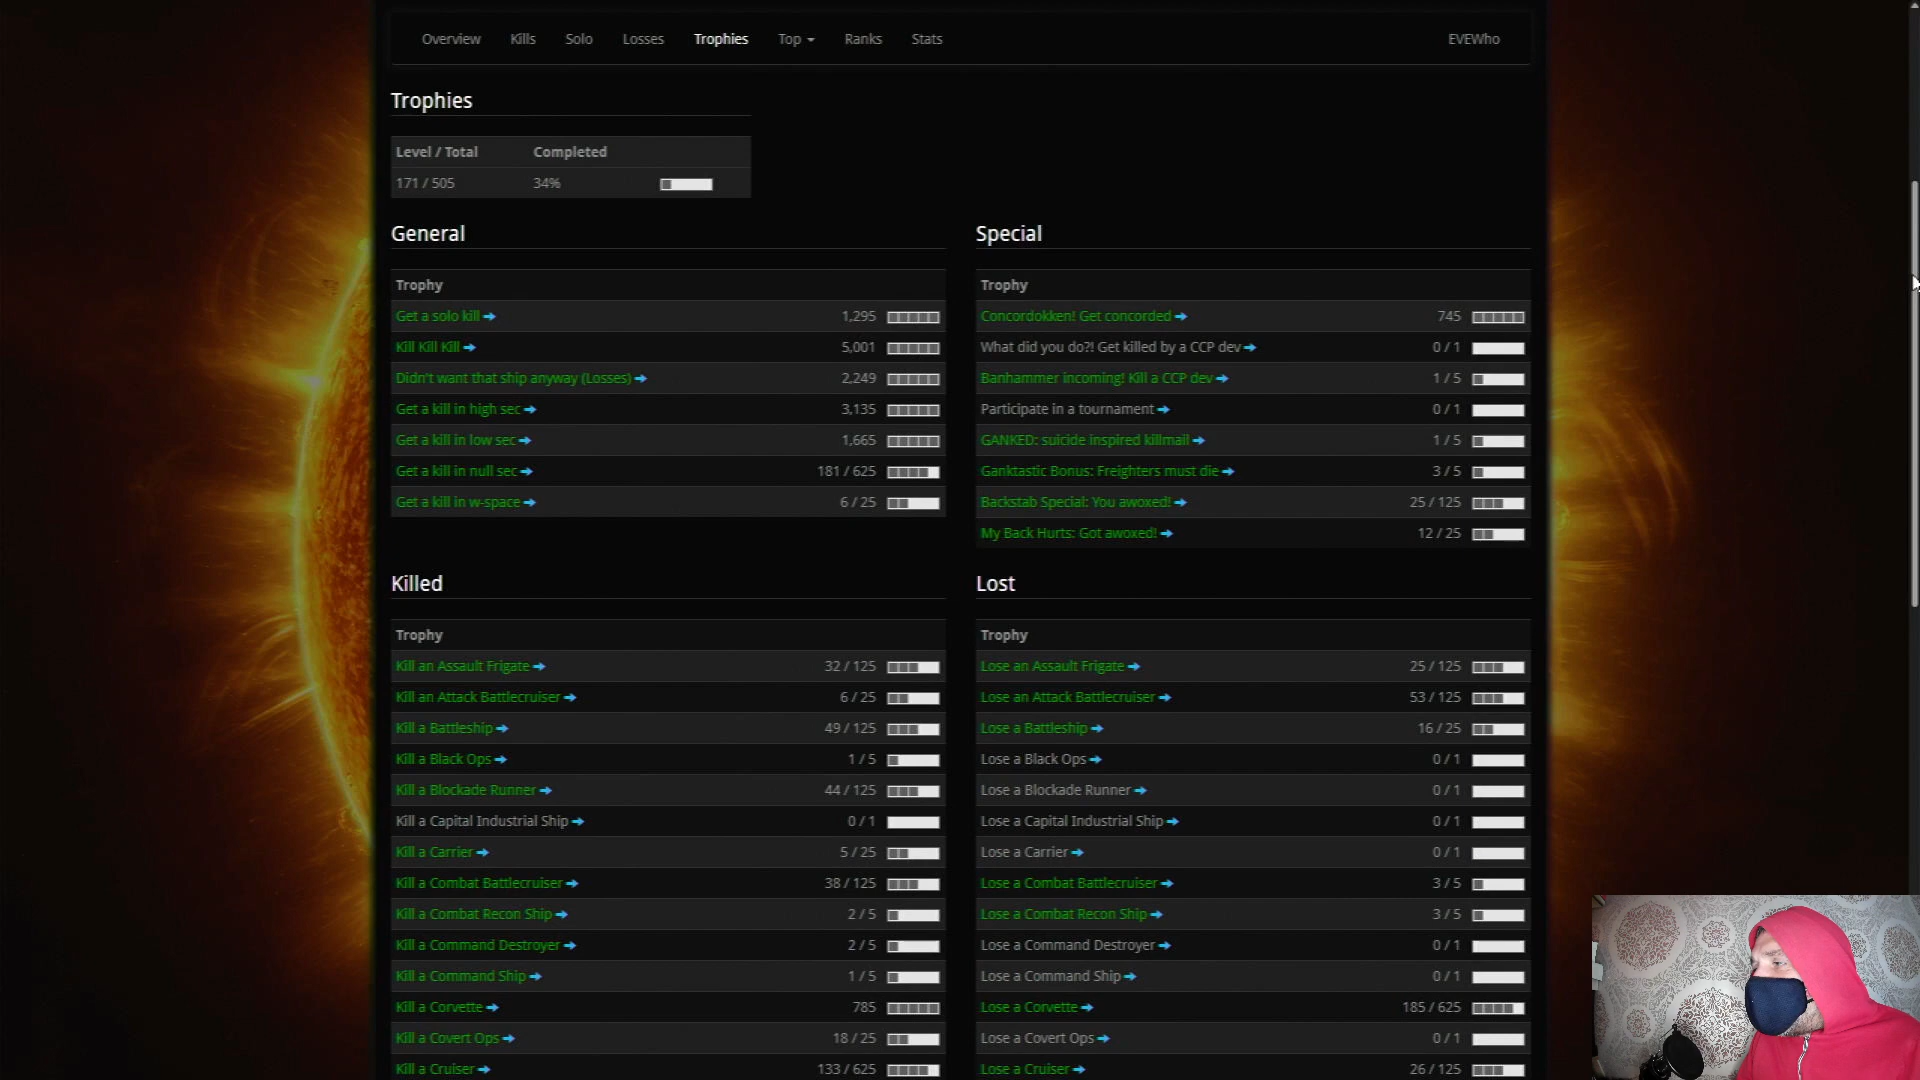 Overview Kills Solo Losses Trophies Top Ranks Stats EVEWho
Trophies
Level / Total Completed
171 / 505 34%
General
Trophy
Get a solo kill 1,295
Kill Kill Kill 5,001
Didn't want that ship anyway (Losses) 2,249
Get a kill in high sec 3,135
Get a kill in low sec 1,665
Get a kill in null sec 181 / 625
Get a kill in w-space 6 / 25
Special
Trophy
Concordokken! Get concorded 745
What did you do?! Get killed by a CCP dev 0 / 1
Banhammer incoming! Kill a CCP dev 1 / 5
Participate in a tournament 0 / 1
GANKED: suicide inspired killmail 1 / 5
Ganktastic Bonus: Freighters must die 3 / 5
Backstab Special: You awoxed! 25 / 125
My Back Hurts: Got awoxed! 12 / 25
Killed
Trophy
Kill an Assault Frigate 32 / 125
Kill an Attack Battlecruiser 6 / 25
Kill a Battleship 49 / 125
Kill a Black Ops 1 / 5
Kill a Blockade Runner 44 / 125
Kill a Capital Industrial Ship 0 / 1
Kill a Carrier 5 / 25
Kill a Combat Battlecruiser 38 / 125
Kill a Combat Recon Ship 2 / 5
Kill a Command Destroyer 2 / 5
Kill a Command Ship 1 / 5
Kill a Corvette 785
Kill a Covert Ops 18 / 25
Kill a Cruiser 133 / 625
Lost
Trophy
Lose an Assault Frigate 25 / 125
Lose an Attack Battlecruiser 53 / 125
Lose a Battleship 16 / 25
Lose a Black Ops 0 / 1
Lose a Blockade Runner 0 / 1
Lose a Capital Industrial Ship 0 / 1
Lose a Carrier 0 / 1
Lose a Combat Battlecruiser 3 / 5
Lose a Combat Recon Ship 3 / 5
Lose a Command Destroyer 0 / 1
Lose a Command Ship 0 / 1
Lose a Corvette 185 / 625
Lose a Covert Ops 0 / 1
Lose a Cruiser 26 / 125